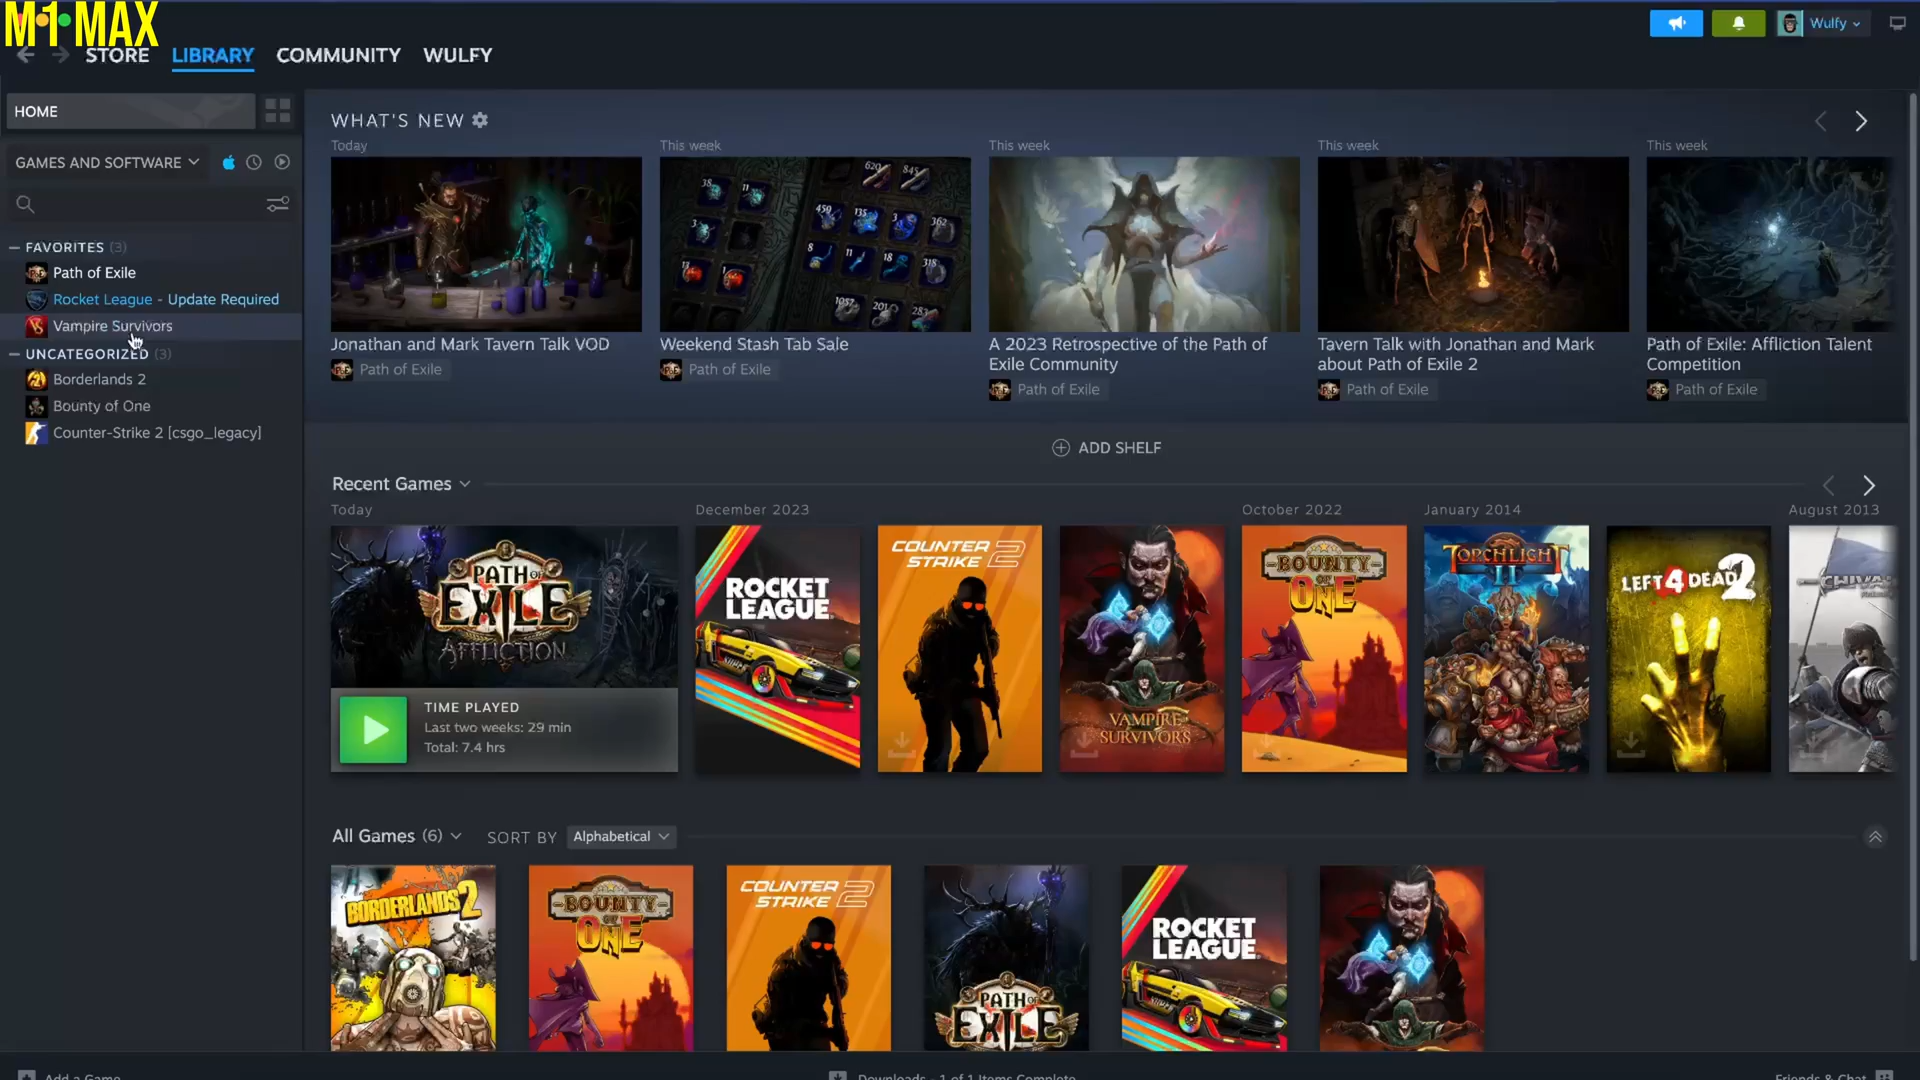 M1 MAX
Wulfy
STORE LIBRARY COMMUNITY WULFY
HOME
GAMES AND SOFTWARE
FAVORITES (3)
Path of Exile
Rocket League - Update Required
Vampire Survivors
UNCATEGORIZED (3)
Borderlands 2
Bounty of One
Counter-Strike 2 [csgo_legacy]
WHAT'S NEW
Today
This week
This week
This week
This week
Jonathan and Mark Tavern Talk VOD
Path of Exile
Weekend Stash Tab Sale
Path of Exile
A 2023 Retrospective of the Path of
Exile Community
Path of Exile
Tavern Talk with Jonathan and Mark
about Path of Exile 2
Path of Exile
Path of Exile: Affliction Talent
Competition
Path of Exile
ADD SHELF
Recent Games
Today
December 2023
October 2022
January 2014
August 2013
PATH OF
EXILE
AFFLICTION
TIME PLAYED
Last two weeks: 29 min
Total: 7.4 hrs
ROCKET
LEAGUE
COUNTER
STRIKE 2
VAMPIRE
SURVIVORS
BOUNTY
OF
ONE
TORCHLIGHT
II
LEFT 4 DEAD 2
All Games (6)
SORT BY Alphabetical
BORDERLANDS 2
BOUNTY
OF
ONE
COUNTER
STRIKE 2
PATH OF
EXILE
ROCKET
LEAGUE
Add a Game
Downloads - 1 of 1 Items Complete
Friends & Chat